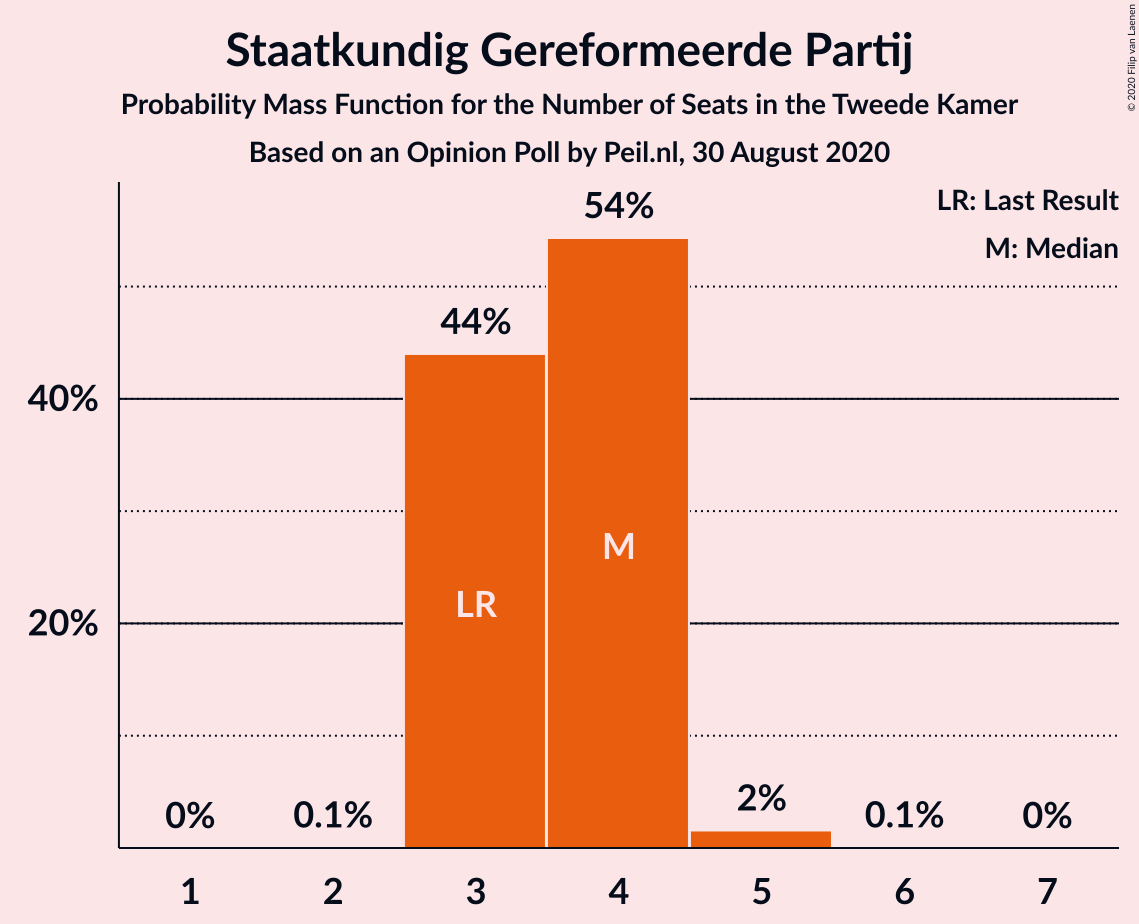 Staatkundig Gereformeerde Partij
Probability Mass Function for the Number of Seats in the Tweede Kamer
Based on an Opinion Poll by Peil.nl, 30 August 2020
© 2020 Filip van Laenen
LR: Last Result
M: Median
54%
44%
40%
M
LR
20%
0%
0.1%
2%
0.1%
0%
1
2
3
4
5
6
7